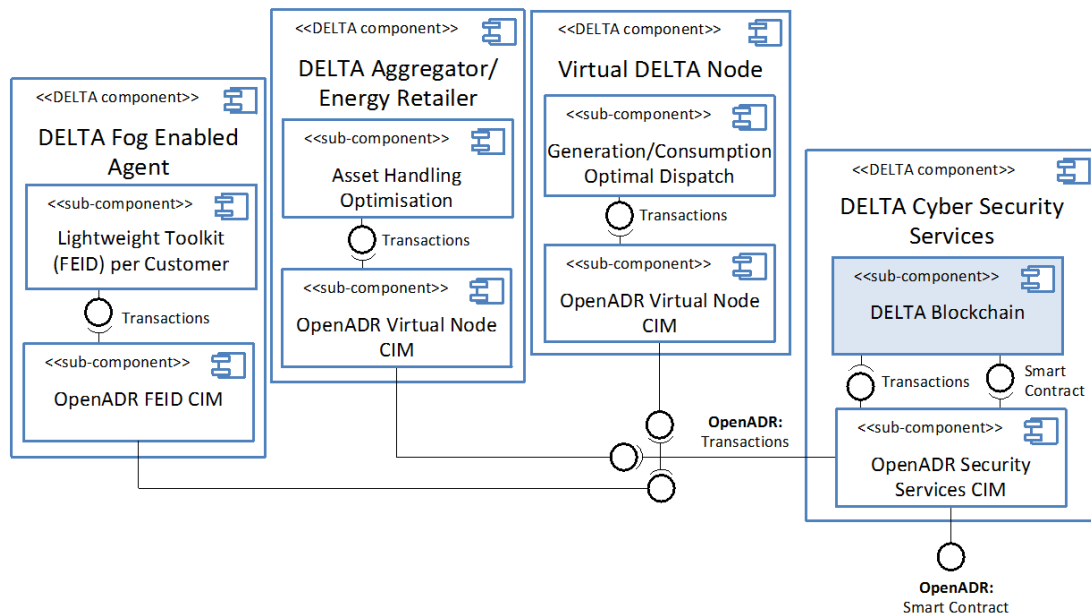 <<DELTA component>>
DELTA Fog Enabled
Agent
<<sub-component>>
Lightweight Toolkit
(FEID) per Customer
Transactions
<<sub-component>>
OpenADR FEID CIM
<<DELTA component>>
DELTA Aggregator/
Energy Retailer
<<sub-component>>
Asset Handling
Optimisation
Transactions
<<sub-component>>
OpenADR Virtual Node
CIM
<<DELTA component>>
Virtual DELTA Node
<<sub-component>>
Generation/Consumption
Optimal Dispatch
Transactions
<<sub-component>>
OpenADR Virtual Node
CIM
OpenADR:
Transactions
<<DELTA component>>
DELTA Cyber Security
Services
<<sub-component>>
DELTA Blockchain
Transactions
Smart
Contract
<<sub-component>>
OpenADR Security
Services CIM
OpenADR:
Smart Contract